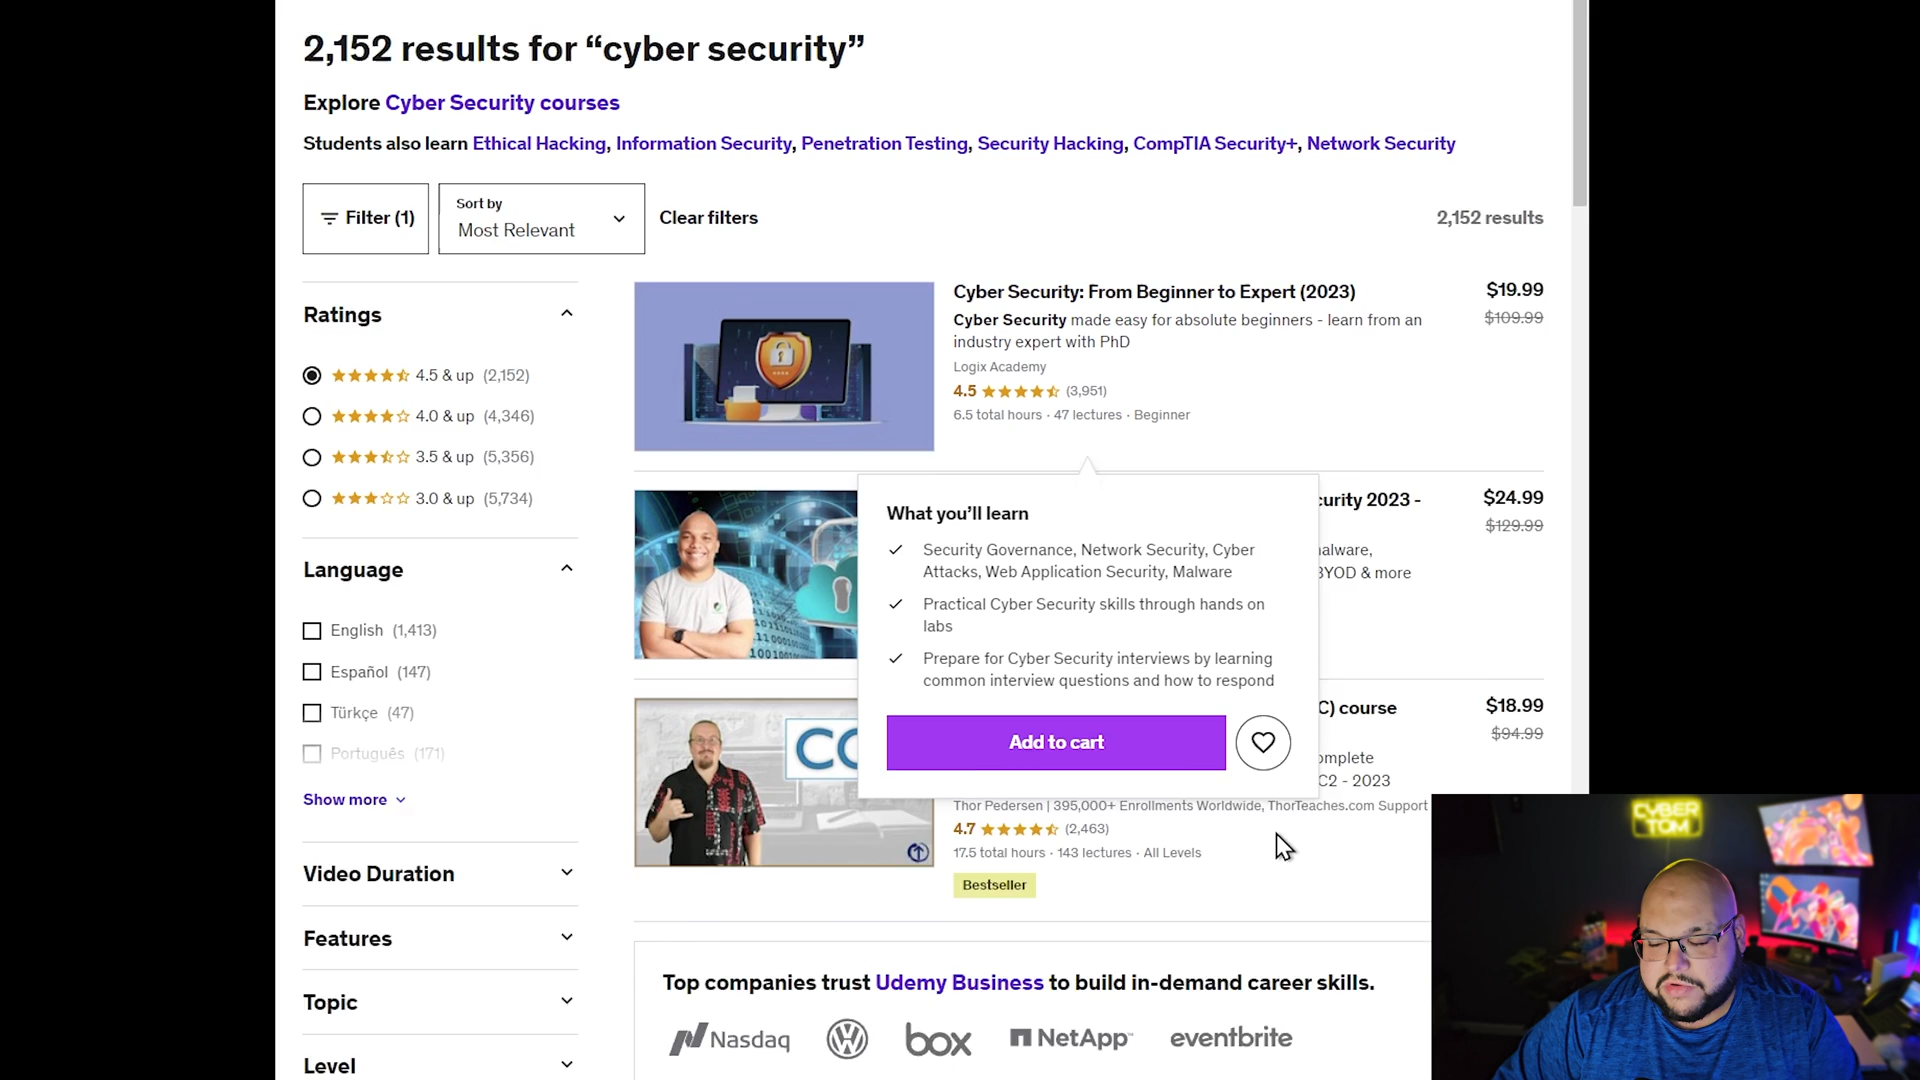 2,152 results for “cyber security”
Explore Cyber Security courses
Students also learn Ethical Hacking, Information Security, Penetration Testing, Security Hacking, CompTIA Security+, Network Security
Filter (1)
Sort by
Most Relevant
Clear filters
2,152 results
Ratings
4.5 & up (2,152)
4.0 & up (4,346)
3.5 & up (5,356)
3.0 & up (5,734)
Language
English (1,413)
Español (147)
Türkçe (47)
Português (171)
Show more
Video Duration
Features
Topic
Level
Cyber Security: From Beginner to Expert (2023)
$19.99
Cyber Security made easy for absolute beginners - learn from an
$109.99
industry expert with PhD
Logix Academy
4.5 (3,951)
6.5 total hours · 47 lectures · Beginner
What you’ll learn
Security Governance, Network Security, Cyber
Attacks, Web Application Security, Malware
Practical Cyber Security skills through hands on
labs
Prepare for Cyber Security interviews by learning
common interview questions and how to respond
Add to cart
curity 2023 -
$24.99
$129.99
alware,
BYOD & more
CC
C) course
$18.99
$94.99
omplete
C2 - 2023
Thor Pedersen | 395,000+ Enrollments Worldwide, ThorTeaches.com Support
4.7 (2,463)
17.5 total hours · 143 lectures · All Levels
Bestseller
Top companies trust Udemy Business to build in-demand career skills.
Nasdaq
box
NetApp
eventbrite
CYBER
TOM